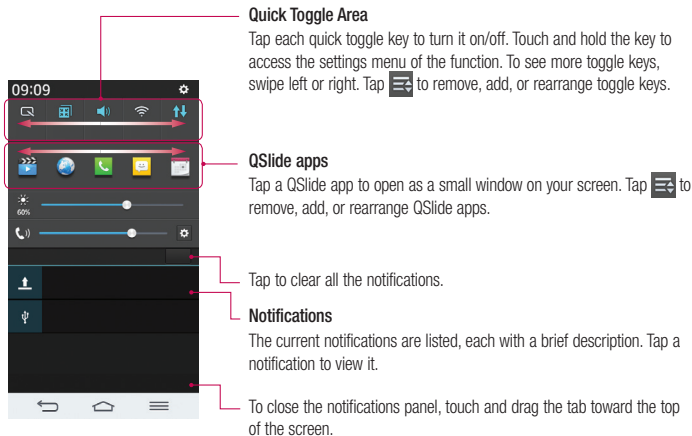 Quick Toggle Area
Tap each quick toggle key to turn it on/off. Touch and hold the key to
access the settings menu of the function. To see more toggle keys,
swipe left or right. Tap to remove, add, or rearrange toggle keys.
09:09
QSlide apps
Tap a QSlide app to open as a small window on your screen. Tap to
remove, add, or rearrange QSlide apps.
60%
Tap to clear all the notifications.
Notifications
The current notifications are listed, each with a brief description. Tap a
notification to view it.
To close the notifications panel, touch and drag the tab toward the top
of the screen.